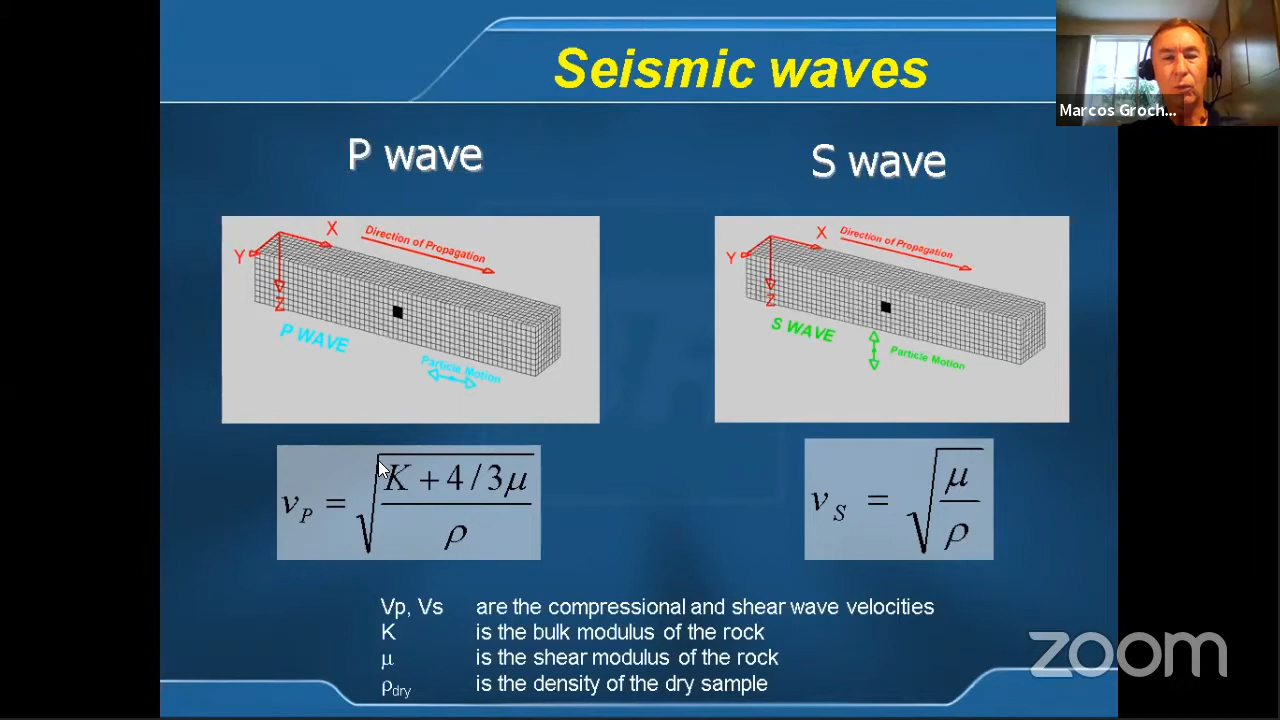 Seismic waves
Marcos Groch...
P wave
S wave
X
Direction of Propagation
Y
Z
P WAVE
Particle Motion
X
Direction of Propagation
Y
Z
S WAVE
Particle Motion
v_P = √((K + 4 / 3μ) / ρ)
v_S = √(μ / ρ)
Vp, Vs are the compressional and shear wave velocities
K is the bulk modulus of the rock
μ is the shear modulus of the rock
ρdry is the density of the dry sample
zoom